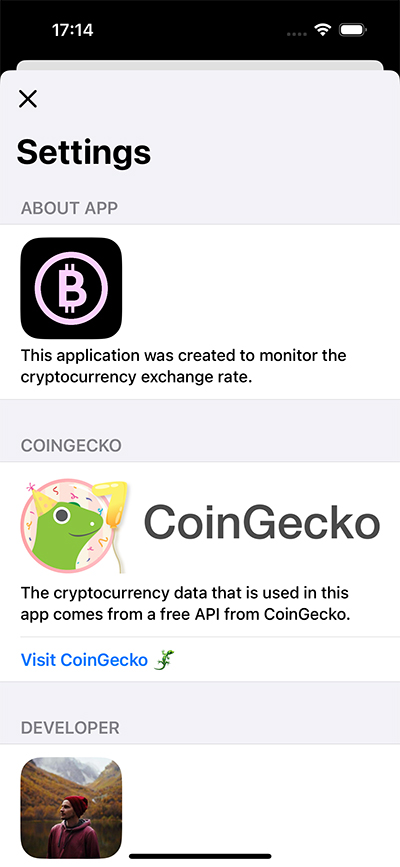 17:14
Settings
ABOUT APP
₿
This application was created to monitor the
cryptocurrency exchange rate.
COINGECKO
7
CoinGecko
The cryptocurrency data that is used in this
app comes from a free API from CoinGecko.
Visit CoinGecko 🦎
DEVELOPER